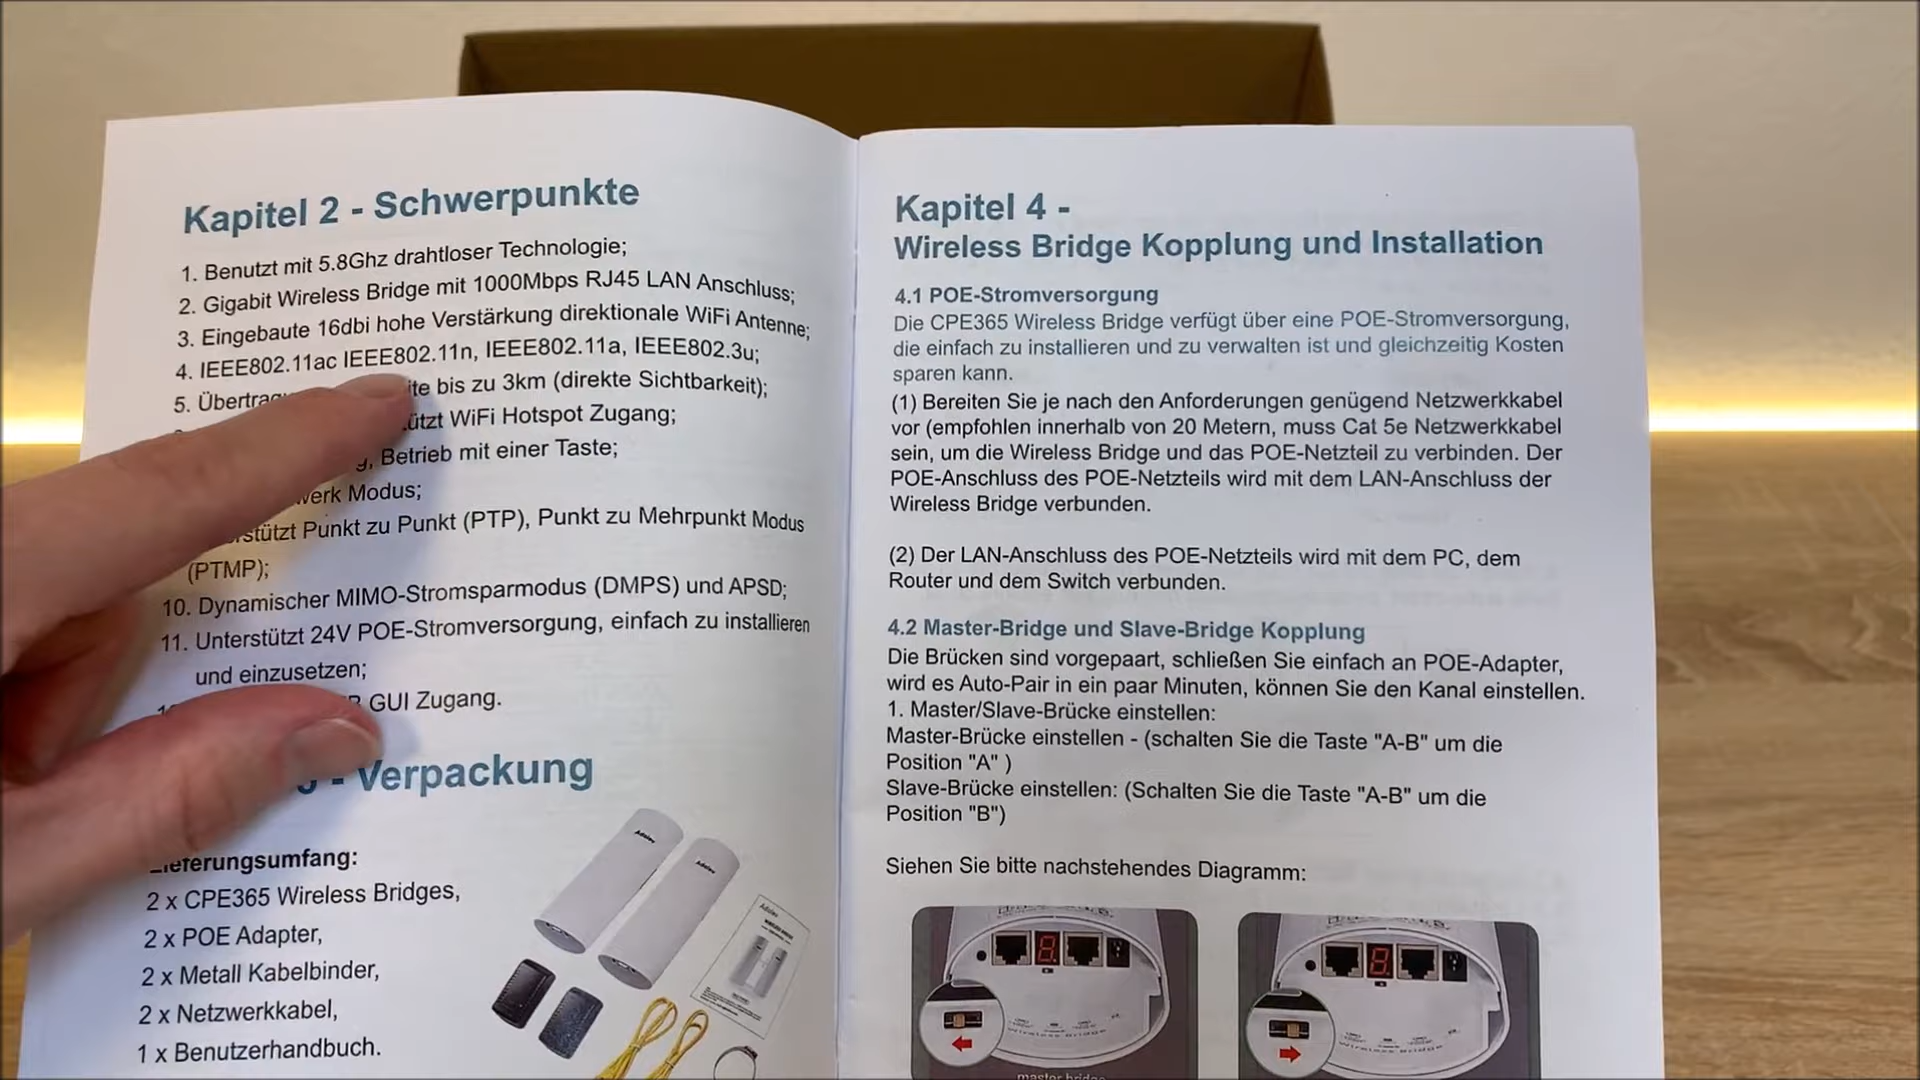 Kapitel 2 - Schwerpunkte
1. Benutzt mit 5.8Ghz drahtloser Technologie;
2. Gigabit Wireless Bridge mit 1000Mbps RJ45 LAN Anschluss;
3. Eingebaute 16dbi hohe Verstärkung direktionale WiFi Antenne;
4. IEEE802.11ac IEEE802.11n, IEEE802.11a, IEEE802.3u;
5. bis zu 3km (direkte Sichtbarkeit);
WiFi Hotspot Zugang;
Betrieb mit einer Taste;
Modus;
Punkt zu Punkt (PTP), Punkt zu Mehrpunkt Modus
(PTMP);
10. Dynamischer MIMO-Stromsparmodus (DMPS) und APSD;
11. Unterstützt 24V POE-Stromversorgung, einfach zu installieren
und einzusetzen;
GUI Zugang.
- Verpackung
Lieferungsumfang:
2 x CPE365 Wireless Bridges,
2 x POE Adapter,
2 x Metall Kabelbinder,
2 x Netzwerkkabel,
1 x Benutzerhandbuch.
Kapitel 4 -
Wireless Bridge Kopplung und Installation
4.1 POE-Stromversorgung
Die CPE365 Wireless Bridge verfügt über eine POE-Stromversorgung,
die einfach zu installieren und zu verwalten ist und gleichzeitig Kosten
sparen kann.
(1) Bereiten Sie je nach den Anforderungen genügend Netzwerkkabel
vor (empfohlen innerhalb von 20 Metern, muss Cat 5e Netzwerkkabel
sein, um die Wireless Bridge und das POE-Netzteil zu verbinden. Der
POE-Anschluss des POE-Netzteils wird mit dem LAN-Anschluss der
Wireless Bridge verbunden.
(2) Der LAN-Anschluss des POE-Netzteils wird mit dem PC, dem
Router und dem Switch verbunden.
4.2 Master-Bridge und Slave-Bridge Kopplung
Die Brücken sind vorgepaart, schließen Sie einfach an POE-Adapter,
wird es Auto-Pair in ein paar Minuten, können Sie den Kanal einstellen.
1. Master/Slave-Brücke einstellen:
Master-Brücke einstellen - (schalten Sie die Taste "A-B" um die
Position "A" )
Slave-Brücke einstellen: (Schalten Sie die Taste "A-B" um die
Position "B")
Siehen Sie bitte nachstehendes Diagramm:
master bridge